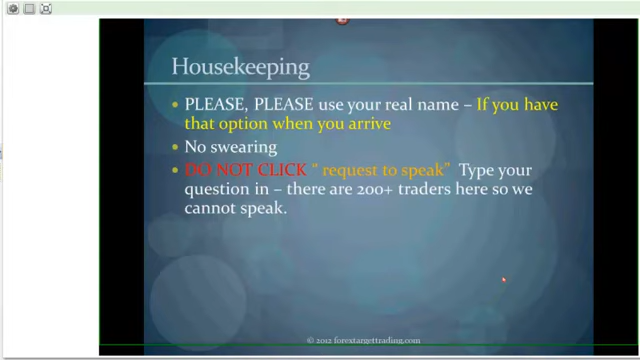 Housekeeping
• PLEASE, PLEASE use your real name – If you have
that option when you arrive
• No swearing
• DO NOT CLICK “ request to speak”  Type your
question in – there are 200+ traders here so we
cannot speak.
© 2012 forextargettrading.com